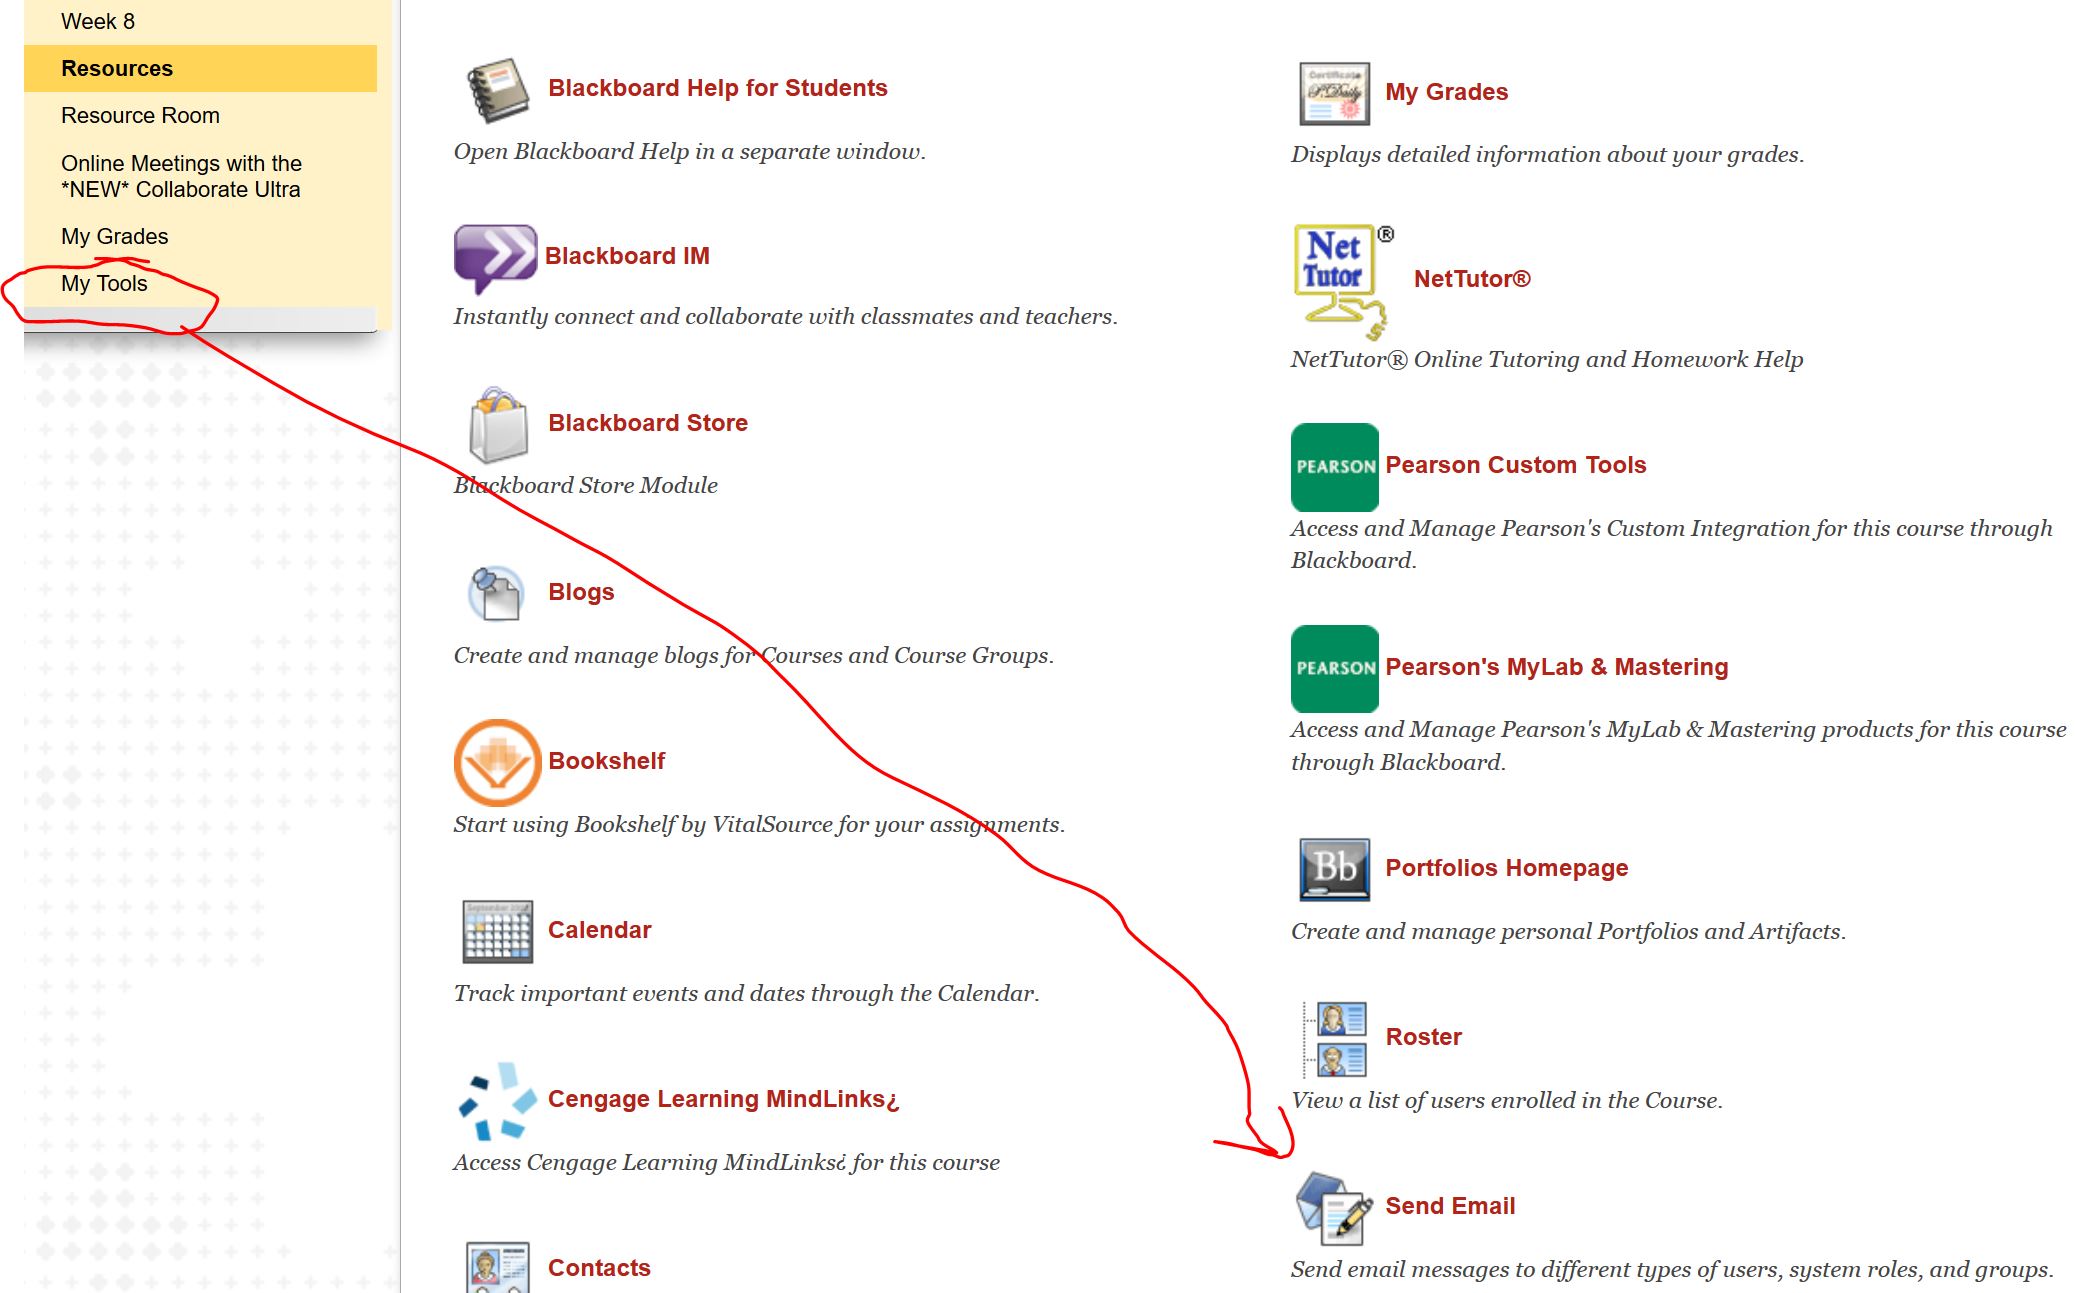 Week 8
Resources
Resource Room
Online Meetings with the
*NEW* Collaborate Ultra
My Grades
My Tools
Blackboard Help for Students
Open Blackboard Help in a separate window.
Blackboard IM
Instantly connect and collaborate with classmates and teachers.
Blackboard Store
Blackboard Store Module
Blogs
Create and manage blogs for Courses and Course Groups.
Bookshelf
Start using Bookshelf by VitalSource for your assignments.
September
Calendar
Track important events and dates through the Calendar.
Cengage Learning MindLinks¿
Access Cengage Learning MindLinks¿ for this course
Contacts
Certificate
My Grades
Displays detailed information about your grades.
Net ®
Tutor
NetTutor®
NetTutor® Online Tutoring and Homework Help
PEARSON Pearson Custom Tools
Access and Manage Pearson's Custom Integration for this course through
Blackboard.
PEARSON Pearson's MyLab & Mastering
Access and Manage Pearson's MyLab & Mastering products for this course
through Blackboard.
Bb Portfolios Homepage
Create and manage personal Portfolios and Artifacts.
Roster
View a list of users enrolled in the Course.
Send Email
Send email messages to different types of users, system roles, and groups.